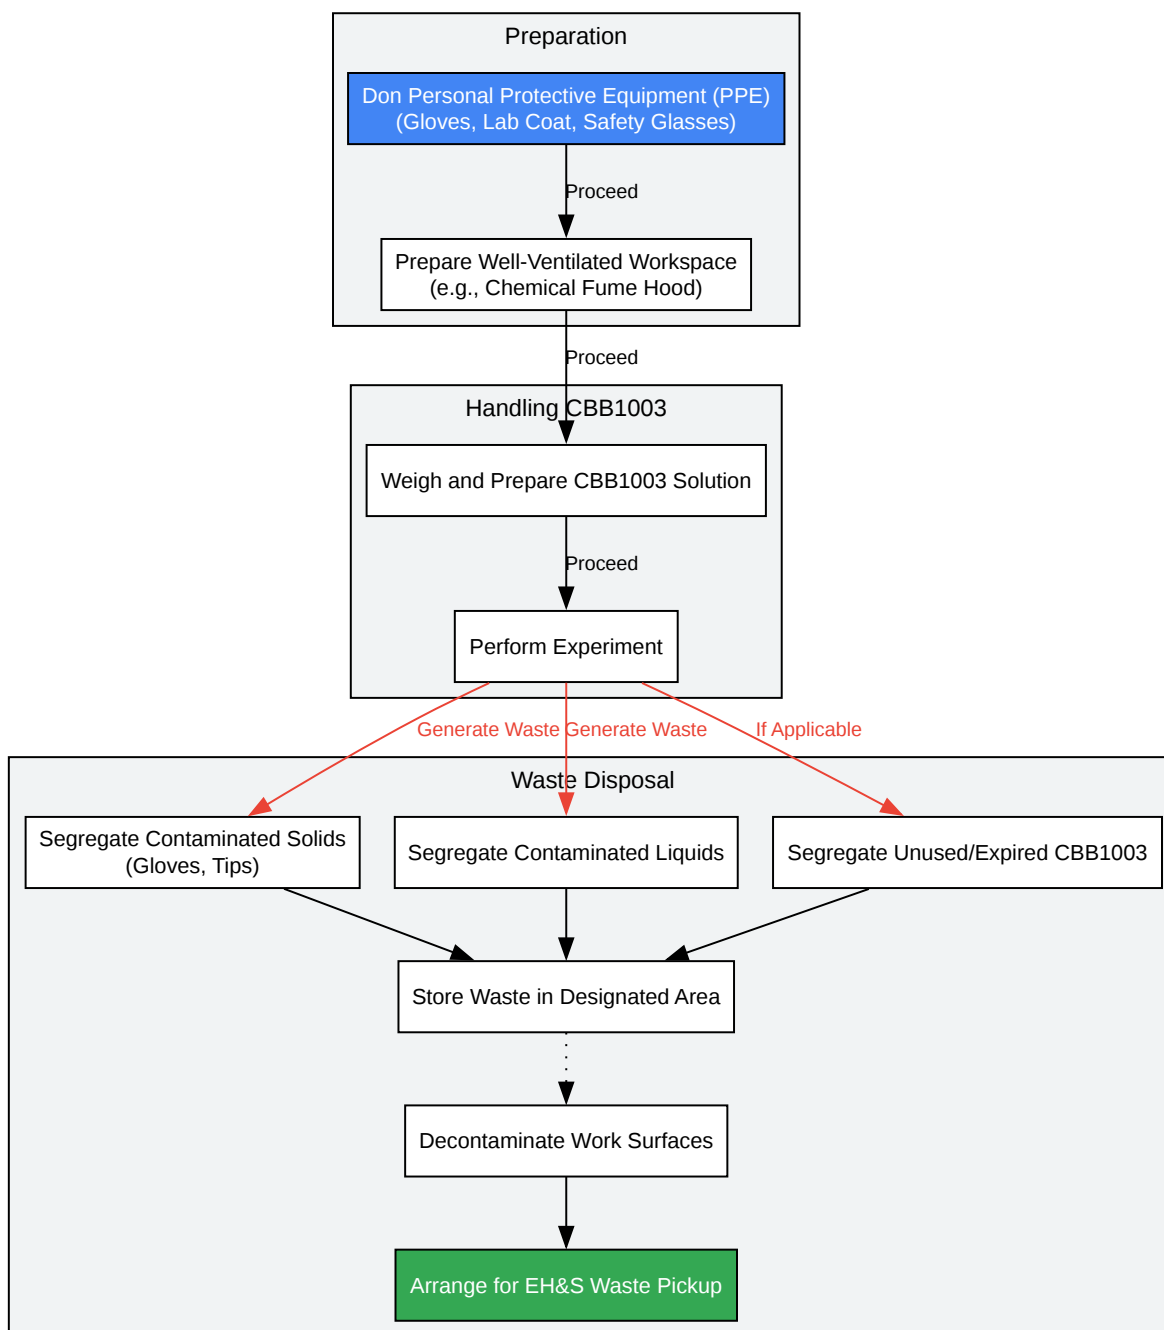 Preparation
Don Personal Protective Equipment (PPE)
(Gloves, Lab Coat, Safety Glasses)
Proceed
Prepare Well-Ventilated Workspace
(e.g., Chemical Fume Hood)
Proceed
Handling CBB1003
Weigh and Prepare CBB1003 Solution
Proceed
Perform Experiment
Generate Waste
Generate Waste
If Applicable
Waste Disposal
Segregate Contaminated Solids
(Gloves, Tips)
Segregate Contaminated Liquids
Segregate Unused/Expired CBB1003
Store Waste in Designated Area
Decontaminate Work Surfaces
Arrange for EH&S Waste Pickup